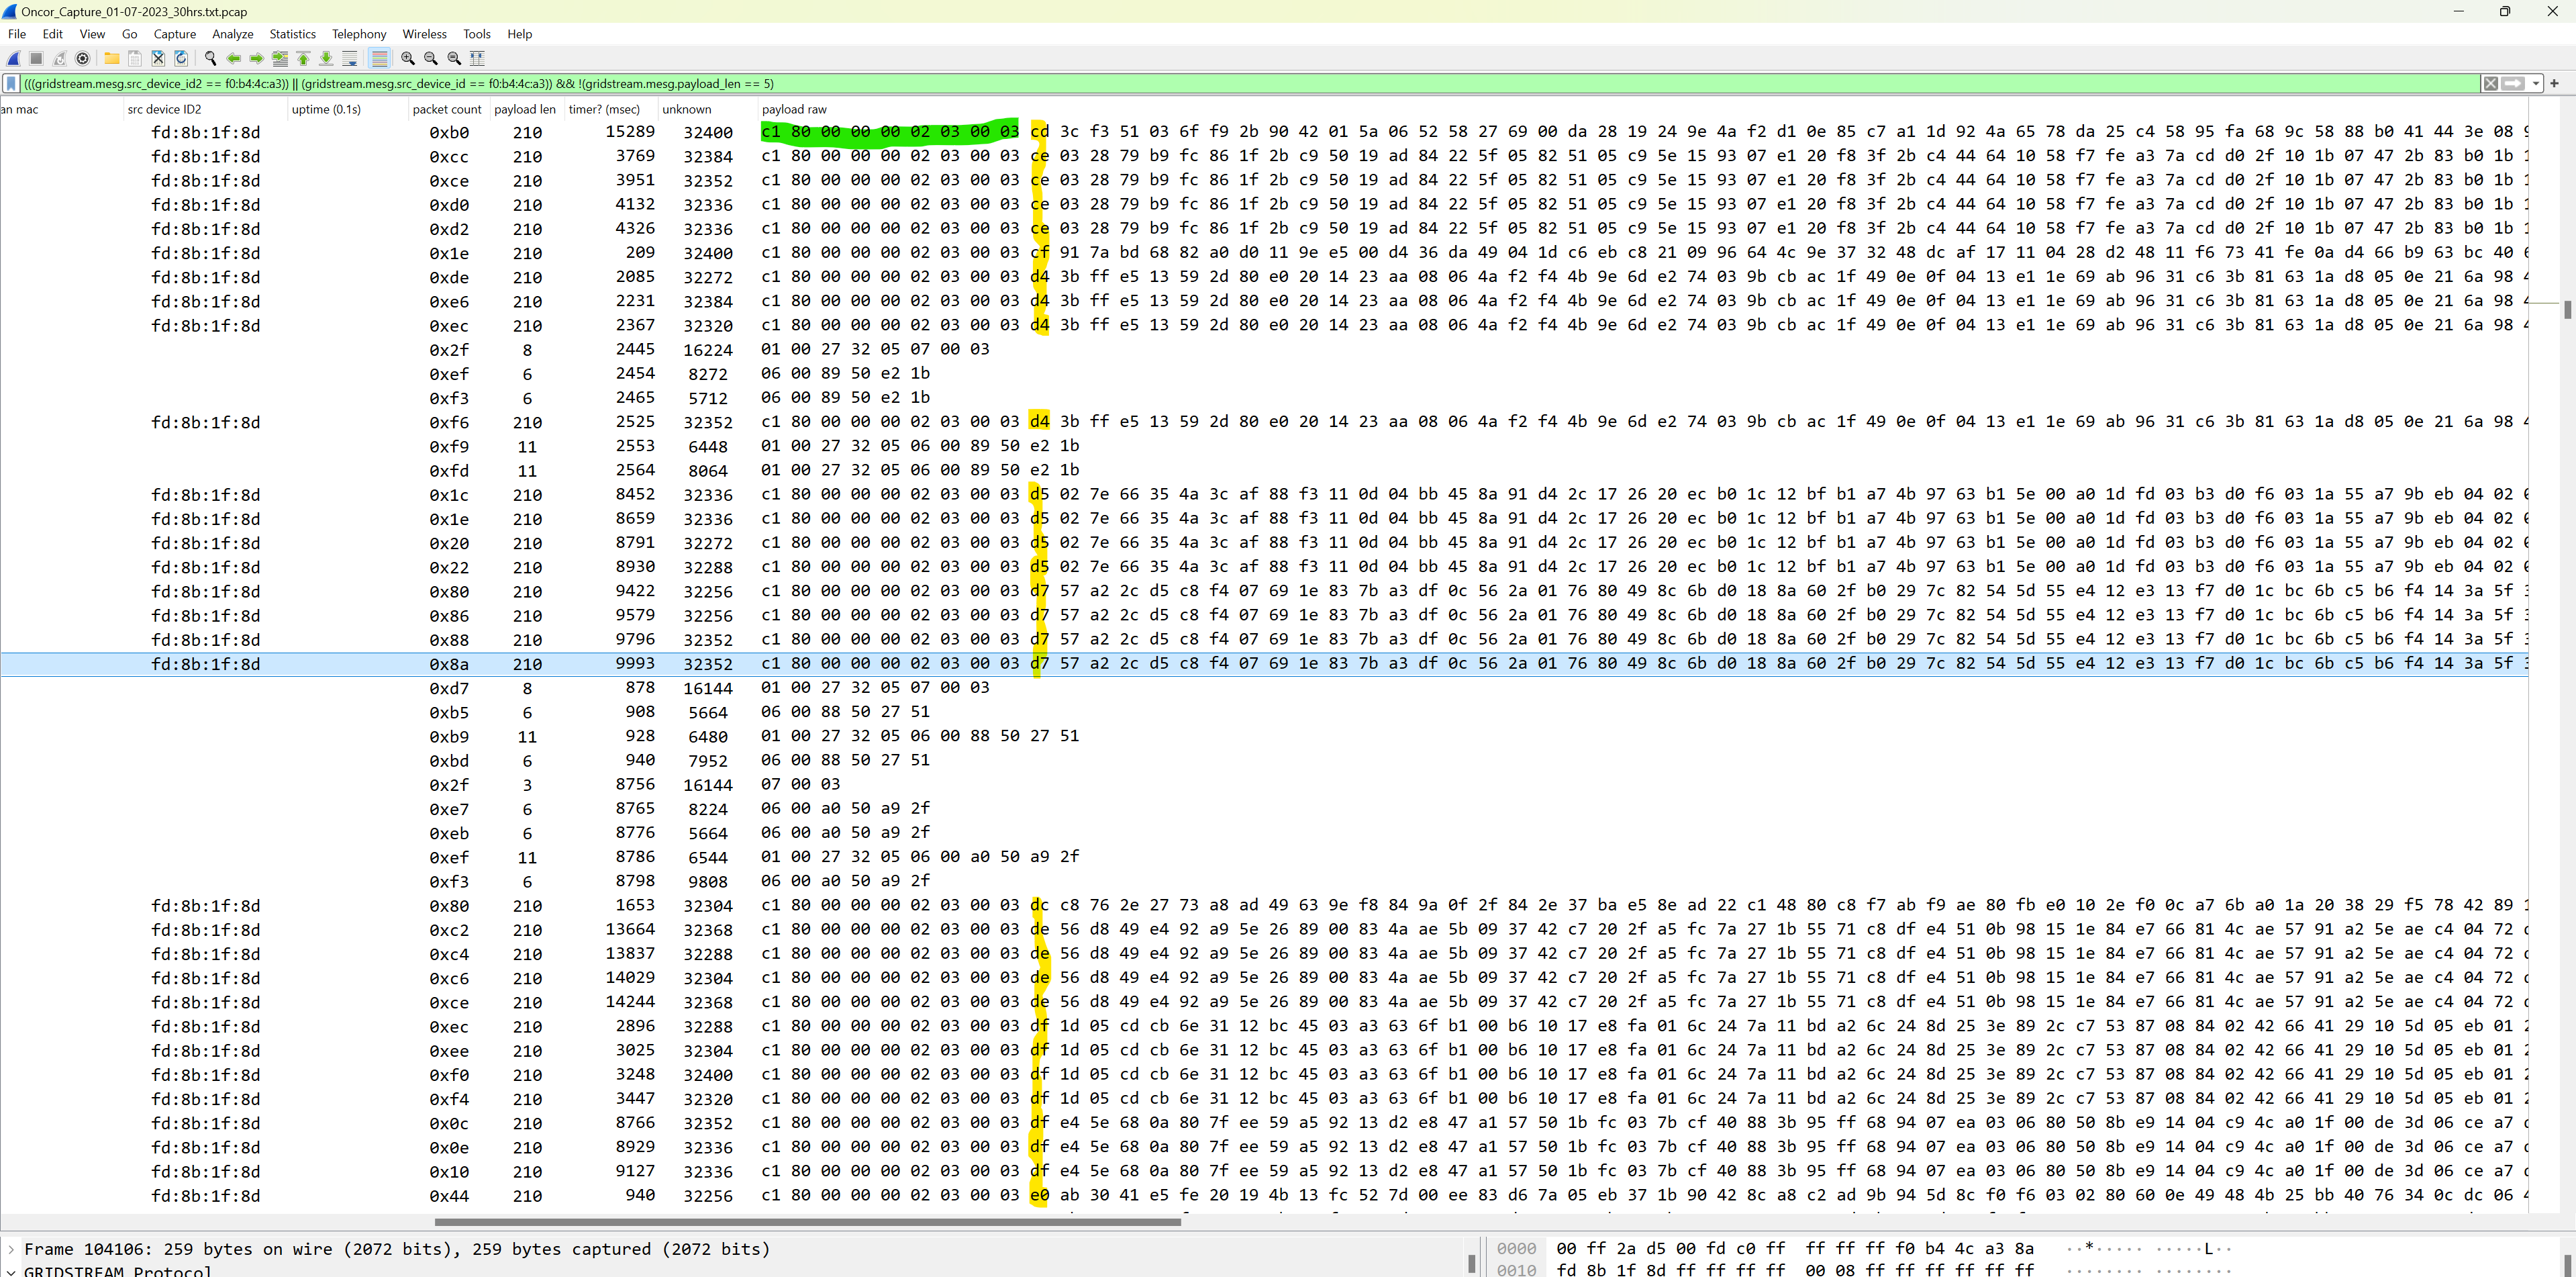 Oncor_Capture_01-07-2023_30hrs.txt.pcap
File Edit View Go Capture Analyze Statistics Telephony Wireless Tools Help
(((gridstream.mesg.src_device_id2 == f0:b4:4c:a3)) || (gridstream.mesg.src_device_id == f0:b4:4c:a3)) && !(gridstream.mesg.payload_len == 5)
an mac src device ID2 uptime (0.1s) packet count payload len timer? (msec) unknown payload raw
fd:8b:1f:8d 0xb0 210 15289 32400 c1 80 00 00 00 02 03 00 03 cd 3c f3 51 03 6f f9 2b 90 42 01 5a 06 52 58 27 69 00 da 28 19 24 9e 4a f2 d1 0e 85 c7 a1 1d 92 4a 65 78 da 25 c4 58 95 fa 68 9c 58 88 b0 41 44 3e 08
fd:8b:1f:8d 0xcc 210 3769 32384 c1 80 00 00 00 02 03 00 03 ce 03 28 79 b9 fc 86 1f 2b c9 50 19 ad 84 22 5f 05 82 51 05 c9 5e 15 93 07 e1 20 f8 3f 2b c4 44 64 10 58 f7 fe a3 7a cd d0 2f 10 1b 07 47 2b 83 b0 1b
fd:8b:1f:8d 0xce 210 3951 32352 c1 80 00 00 00 02 03 00 03 ce 03 28 79 b9 fc 86 1f 2b c9 50 19 ad 84 22 5f 05 82 51 05 c9 5e 15 93 07 e1 20 f8 3f 2b c4 44 64 10 58 f7 fe a3 7a cd d0 2f 10 1b 07 47 2b 83 b0 1b
fd:8b:1f:8d 0xd0 210 4132 32336 c1 80 00 00 00 02 03 00 03 ce 03 28 79 b9 fc 86 1f 2b c9 50 19 ad 84 22 5f 05 82 51 05 c9 5e 15 93 07 e1 20 f8 3f 2b c4 44 64 10 58 f7 fe a3 7a cd d0 2f 10 1b 07 47 2b 83 b0 1b
fd:8b:1f:8d 0xd2 210 4326 32336 c1 80 00 00 00 02 03 00 03 ce 03 28 79 b9 fc 86 1f 2b c9 50 19 ad 84 22 5f 05 82 51 05 c9 5e 15 93 07 e1 20 f8 3f 2b c4 44 64 10 58 f7 fe a3 7a cd d0 2f 10 1b 07 47 2b 83 b0 1b
fd:8b:1f:8d 0x1e 210 209 32400 c1 80 00 00 00 02 03 00 03 cf 91 7a bd 68 82 a0 d0 11 9e e5 00 d4 36 da 49 04 1d c6 eb c8 21 09 96 64 4c 9e 37 32 48 dc af 17 11 04 28 d2 48 11 f6 73 41 fe 0a d4 66 b9 63 bc 40
fd:8b:1f:8d 0xde 210 2085 32272 c1 80 00 00 00 02 03 00 03 d4 3b ff e5 13 59 2d 80 e0 20 14 23 aa 08 06 4a f2 f4 4b 9e 6d e2 74 03 9b cb ac 1f 49 0e 0f 04 13 e1 1e 69 ab 96 31 c6 3b 81 63 1a d8 05 0e 21 6a 98
fd:8b:1f:8d 0xe6 210 2231 32384 c1 80 00 00 00 02 03 00 03 d4 3b ff e5 13 59 2d 80 e0 20 14 23 aa 08 06 4a f2 f4 4b 9e 6d e2 74 03 9b cb ac 1f 49 0e 0f 04 13 e1 1e 69 ab 96 31 c6 3b 81 63 1a d8 05 0e 21 6a 98
fd:8b:1f:8d 0xec 210 2367 32320 c1 80 00 00 00 02 03 00 03 d4 3b ff e5 13 59 2d 80 e0 20 14 23 aa 08 06 4a f2 f4 4b 9e 6d e2 74 03 9b cb ac 1f 49 0e 0f 04 13 e1 1e 69 ab 96 31 c6 3b 81 63 1a d8 05 0e 21 6a 98
0x2f 8 2445 16224 01 00 27 32 05 07 00 03
0xef 6 2454 8272 06 00 89 50 e2 1b
0xf3 6 2465 5712 06 00 89 50 e2 1b
fd:8b:1f:8d 0xf6 210 2525 32352 c1 80 00 00 00 02 03 00 03 d4 3b ff e5 13 59 2d 80 e0 20 14 23 aa 08 06 4a f2 f4 4b 9e 6d e2 74 03 9b cb ac 1f 49 0e 0f 04 13 e1 1e 69 ab 96 31 c6 3b 81 63 1a d8 05 0e 21 6a 98
0xf9 11 2553 6448 01 00 27 32 05 06 00 89 50 e2 1b
0xfd 11 2564 8064 01 00 27 32 05 06 00 89 50 e2 1b
fd:8b:1f:8d 0x1c 210 8452 32336 c1 80 00 00 00 02 03 00 03 d5 02 7e 66 35 4a 3c af 88 f3 11 0d 04 bb 45 8a 91 d4 2c 17 26 20 ec b0 1c 12 bf b1 a7 4b 97 63 b1 5e 00 a0 1d fd 03 b3 d0 f6 03 1a 55 a7 9b eb 04 02
fd:8b:1f:8d 0x1e 210 8659 32336 c1 80 00 00 00 02 03 00 03 d5 02 7e 66 35 4a 3c af 88 f3 11 0d 04 bb 45 8a 91 d4 2c 17 26 20 ec b0 1c 12 bf b1 a7 4b 97 63 b1 5e 00 a0 1d fd 03 b3 d0 f6 03 1a 55 a7 9b eb 04 02
fd:8b:1f:8d 0x20 210 8791 32272 c1 80 00 00 00 02 03 00 03 d5 02 7e 66 35 4a 3c af 88 f3 11 0d 04 bb 45 8a 91 d4 2c 17 26 20 ec b0 1c 12 bf b1 a7 4b 97 63 b1 5e 00 a0 1d fd 03 b3 d0 f6 03 1a 55 a7 9b eb 04 02
fd:8b:1f:8d 0x22 210 8930 32288 c1 80 00 00 00 02 03 00 03 d5 02 7e 66 35 4a 3c af 88 f3 11 0d 04 bb 45 8a 91 d4 2c 17 26 20 ec b0 1c 12 bf b1 a7 4b 97 63 b1 5e 00 a0 1d fd 03 b3 d0 f6 03 1a 55 a7 9b eb 04 02
fd:8b:1f:8d 0x80 210 9422 32256 c1 80 00 00 00 02 03 00 03 d7 57 a2 2c d5 c8 f4 07 69 1e 83 7b a3 df 0c 56 2a 01 76 80 49 8c 6b d0 18 8a 60 2f b0 29 7c 82 54 5d 55 e4 12 e3 13 f7 d0 1c bc 6b c5 b6 f4 14 3a 5f
fd:8b:1f:8d 0x86 210 9579 32256 c1 80 00 00 00 02 03 00 03 d7 57 a2 2c d5 c8 f4 07 69 1e 83 7b a3 df 0c 56 2a 01 76 80 49 8c 6b d0 18 8a 60 2f b0 29 7c 82 54 5d 55 e4 12 e3 13 f7 d0 1c bc 6b c5 b6 f4 14 3a 5f
fd:8b:1f:8d 0x88 210 9796 32352 c1 80 00 00 00 02 03 00 03 d7 57 a2 2c d5 c8 f4 07 69 1e 83 7b a3 df 0c 56 2a 01 76 80 49 8c 6b d0 18 8a 60 2f b0 29 7c 82 54 5d 55 e4 12 e3 13 f7 d0 1c bc 6b c5 b6 f4 14 3a 5f
fd:8b:1f:8d 0x8a 210 9993 32352 c1 80 00 00 00 02 03 00 03 d7 57 a2 2c d5 c8 f4 07 69 1e 83 7b a3 df 0c 56 2a 01 76 80 49 8c 6b d0 18 8a 60 2f b0 29 7c 82 54 5d 55 e4 12 e3 13 f7 d0 1c bc 6b c5 b6 f4 14 3a 5f
0xd7 8 878 16144 01 00 27 32 05 07 00 03
0xb5 6 908 5664 06 00 88 50 27 51
0xb9 11 928 6480 01 00 27 32 05 06 00 88 50 27 51
0xbd 6 940 7952 06 00 88 50 27 51
0x2f 3 8756 16144 07 00 03
0xe7 6 8765 8224 06 00 a0 50 a9 2f
0xeb 6 8776 5664 06 00 a0 50 a9 2f
0xef 11 8786 6544 01 00 27 32 05 06 00 a0 50 a9 2f
0xf3 6 8798 9808 06 00 a0 50 a9 2f
fd:8b:1f:8d 0x80 210 1653 32304 c1 80 00 00 00 02 03 00 03 dc c8 76 2e 27 73 a8 ad 49 63 9e f8 84 9a 0f 2f 84 2e 37 ba e5 8e ad 22 c1 48 80 c8 f7 ab f9 ae 80 fb e0 10 2e f0 0c a7 6b a0 1a 20 38 29 f5 78 42 89
fd:8b:1f:8d 0xc2 210 13664 32368 c1 80 00 00 00 02 03 00 03 de 56 d8 49 e4 92 a9 5e 26 89 00 83 4a ae 5b 09 37 42 c7 20 2f a5 fc 7a 27 1b 55 71 c8 df e4 51 0b 98 15 1e 84 e7 66 81 4c ae 57 91 a2 5e ae c4 04 72
fd:8b:1f:8d 0xc4 210 13837 32288 c1 80 00 00 00 02 03 00 03 de 56 d8 49 e4 92 a9 5e 26 89 00 83 4a ae 5b 09 37 42 c7 20 2f a5 fc 7a 27 1b 55 71 c8 df e4 51 0b 98 15 1e 84 e7 66 81 4c ae 57 91 a2 5e ae c4 04 72
fd:8b:1f:8d 0xc6 210 14029 32304 c1 80 00 00 00 02 03 00 03 de 56 d8 49 e4 92 a9 5e 26 89 00 83 4a ae 5b 09 37 42 c7 20 2f a5 fc 7a 27 1b 55 71 c8 df e4 51 0b 98 15 1e 84 e7 66 81 4c ae 57 91 a2 5e ae c4 04 72
fd:8b:1f:8d 0xce 210 14244 32368 c1 80 00 00 00 02 03 00 03 de 56 d8 49 e4 92 a9 5e 26 89 00 83 4a ae 5b 09 37 42 c7 20 2f a5 fc 7a 27 1b 55 71 c8 df e4 51 0b 98 15 1e 84 e7 66 81 4c ae 57 91 a2 5e ae c4 04 72
fd:8b:1f:8d 0xec 210 2896 32288 c1 80 00 00 00 02 03 00 03 df 1d 05 cd cb 6e 31 12 bc 45 03 a3 63 6f b1 00 b6 10 17 e8 fa 01 6c 24 7a 11 bd a2 6c 24 8d 25 3e 89 2c c7 53 87 08 84 02 42 66 41 29 10 5d 05 eb 01
fd:8b:1f:8d 0xee 210 3025 32304 c1 80 00 00 00 02 03 00 03 df 1d 05 cd cb 6e 31 12 bc 45 03 a3 63 6f b1 00 b6 10 17 e8 fa 01 6c 24 7a 11 bd a2 6c 24 8d 25 3e 89 2c c7 53 87 08 84 02 42 66 41 29 10 5d 05 eb 01
fd:8b:1f:8d 0xf0 210 3248 32400 c1 80 00 00 00 02 03 00 03 df 1d 05 cd cb 6e 31 12 bc 45 03 a3 63 6f b1 00 b6 10 17 e8 fa 01 6c 24 7a 11 bd a2 6c 24 8d 25 3e 89 2c c7 53 87 08 84 02 42 66 41 29 10 5d 05 eb 01
fd:8b:1f:8d 0xf4 210 3447 32320 c1 80 00 00 00 02 03 00 03 df 1d 05 cd cb 6e 31 12 bc 45 03 a3 63 6f b1 00 b6 10 17 e8 fa 01 6c 24 7a 11 bd a2 6c 24 8d 25 3e 89 2c c7 53 87 08 84 02 42 66 41 29 10 5d 05 eb 01
fd:8b:1f:8d 0x0c 210 8766 32352 c1 80 00 00 00 02 03 00 03 df e4 5e 68 0a 80 7f ee 59 a5 92 13 d2 e8 47 a1 57 50 1b fc 03 7b cf 40 88 3b 95 ff 68 94 07 ea 03 06 80 50 8b e9 14 04 c9 4c a0 1f 00 de 3d 06 ce a7
fd:8b:1f:8d 0x0e 210 8929 32336 c1 80 00 00 00 02 03 00 03 df e4 5e 68 0a 80 7f ee 59 a5 92 13 d2 e8 47 a1 57 50 1b fc 03 7b cf 40 88 3b 95 ff 68 94 07 ea 03 06 80 50 8b e9 14 04 c9 4c a0 1f 00 de 3d 06 ce a7
fd:8b:1f:8d 0x10 210 9127 32336 c1 80 00 00 00 02 03 00 03 df e4 5e 68 0a 80 7f ee 59 a5 92 13 d2 e8 47 a1 57 50 1b fc 03 7b cf 40 88 3b 95 ff 68 94 07 ea 03 06 80 50 8b e9 14 04 c9 4c a0 1f 00 de 3d 06 ce a7
fd:8b:1f:8d 0x44 210 940 32256 c1 80 00 00 00 02 03 00 03 e0 ab 30 41 e5 fe 20 19 4b 13 fc 52 7d 00 ee 83 d6 7a 05 eb 37 1b 90 42 8c a8 c2 ad 9b 94 5d 8c f0 f6 03 02 80 60 0e 49 48 4b 25 bb 40 76 34 0c dc 06
Frame 104106: 259 bytes on wire (2072 bits), 259 bytes captured (2072 bits)
GRIDSTREAM Protocol
0000 00 ff 2a d5 00 fd c0 ff ff ff ff f0 b4 4c a3 8a ··*····· ·····L··
0010 fd 8b 1f 8d ff ff ff ff 00 08 ff ff ff ff ff ff ········ ········